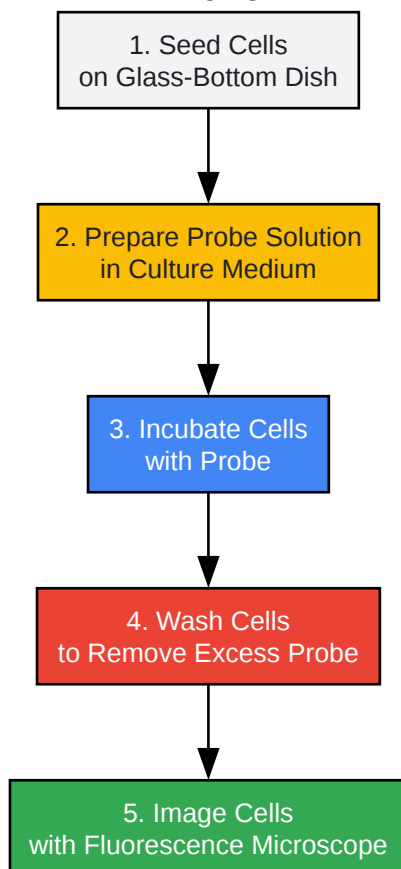 1. Seed Cells
on Glass-Bottom Dish
2. Prepare Probe Solution
in Culture Medium
3. Incubate Cells
with Probe
4. Wash Cells
to Remove Excess Probe
5. Image Cells
with Fluorescence Microscope